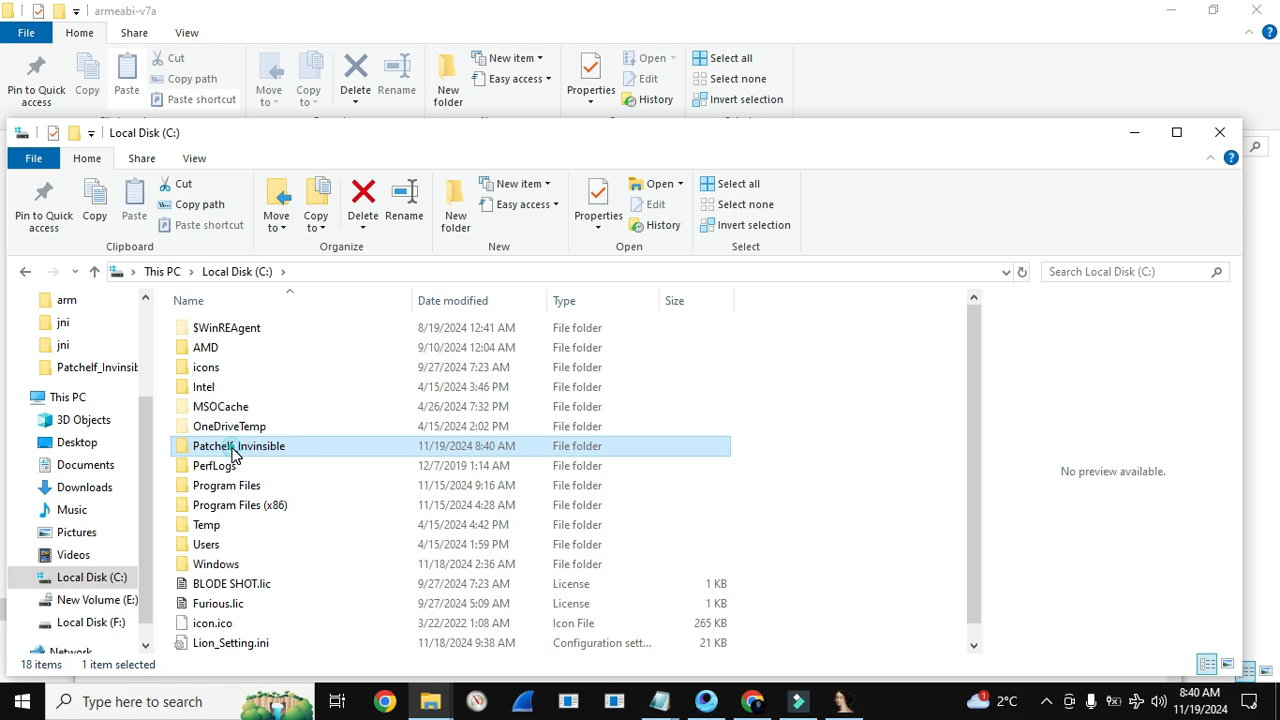 armeabi-v7a
File Home Share View
Pin to Quick access Copy Paste Cut Copy path Paste shortcut Move to Copy to Delete Rename New folder New item Easy access Properties Open Edit History Select all Select none Invert selection
Local Disk (C:)
File Home Share View
Pin to Quick access Copy Paste Cut Copy path Paste shortcut Move to Copy to Delete Rename New folder New item Easy access Properties Open Edit History Select all Select none Invert selection
Clipboard Organize New Open Select
This PC Local Disk (C:) Search Local Disk (C:)
Name Date modified Type Size
arm
jni
jni
Patchelf_Invinsib
This PC
3D Objects
Desktop
Documents
Downloads
Music
Pictures
Videos
Local Disk (C:)
New Volume (E:)
Local Disk (F:)
Network
$WinREAgent 8/19/2024 12:41 AM File folder
AMD 9/10/2024 12:04 AM File folder
icons 9/27/2024 7:23 AM File folder
Intel 4/15/2024 3:46 PM File folder
MSOCache 4/26/2024 7:32 PM File folder
OneDriveTemp 4/15/2024 2:02 PM File folder
Patchelf_Invinsible 11/19/2024 8:40 AM File folder
PerfLogs 12/7/2019 1:14 AM File folder
Program Files 11/15/2024 9:16 AM File folder
Program Files (x86) 11/15/2024 4:28 AM File folder
Temp 4/15/2024 4:42 PM File folder
Users 4/15/2024 1:59 PM File folder
Windows 11/18/2024 2:36 AM File folder
BLODE SHOT.lic 9/27/2024 7:23 AM License 1 KB
Furious.lic 9/27/2024 5:09 AM License 1 KB
icon.ico 3/22/2022 1:08 AM Icon File 265 KB
Lion_Setting.ini 11/18/2024 9:38 AM Configuration sett... 21 KB
No preview available.
18 items 1 item selected
Type here to search
1 2°C
8:40 AM
11/19/2024